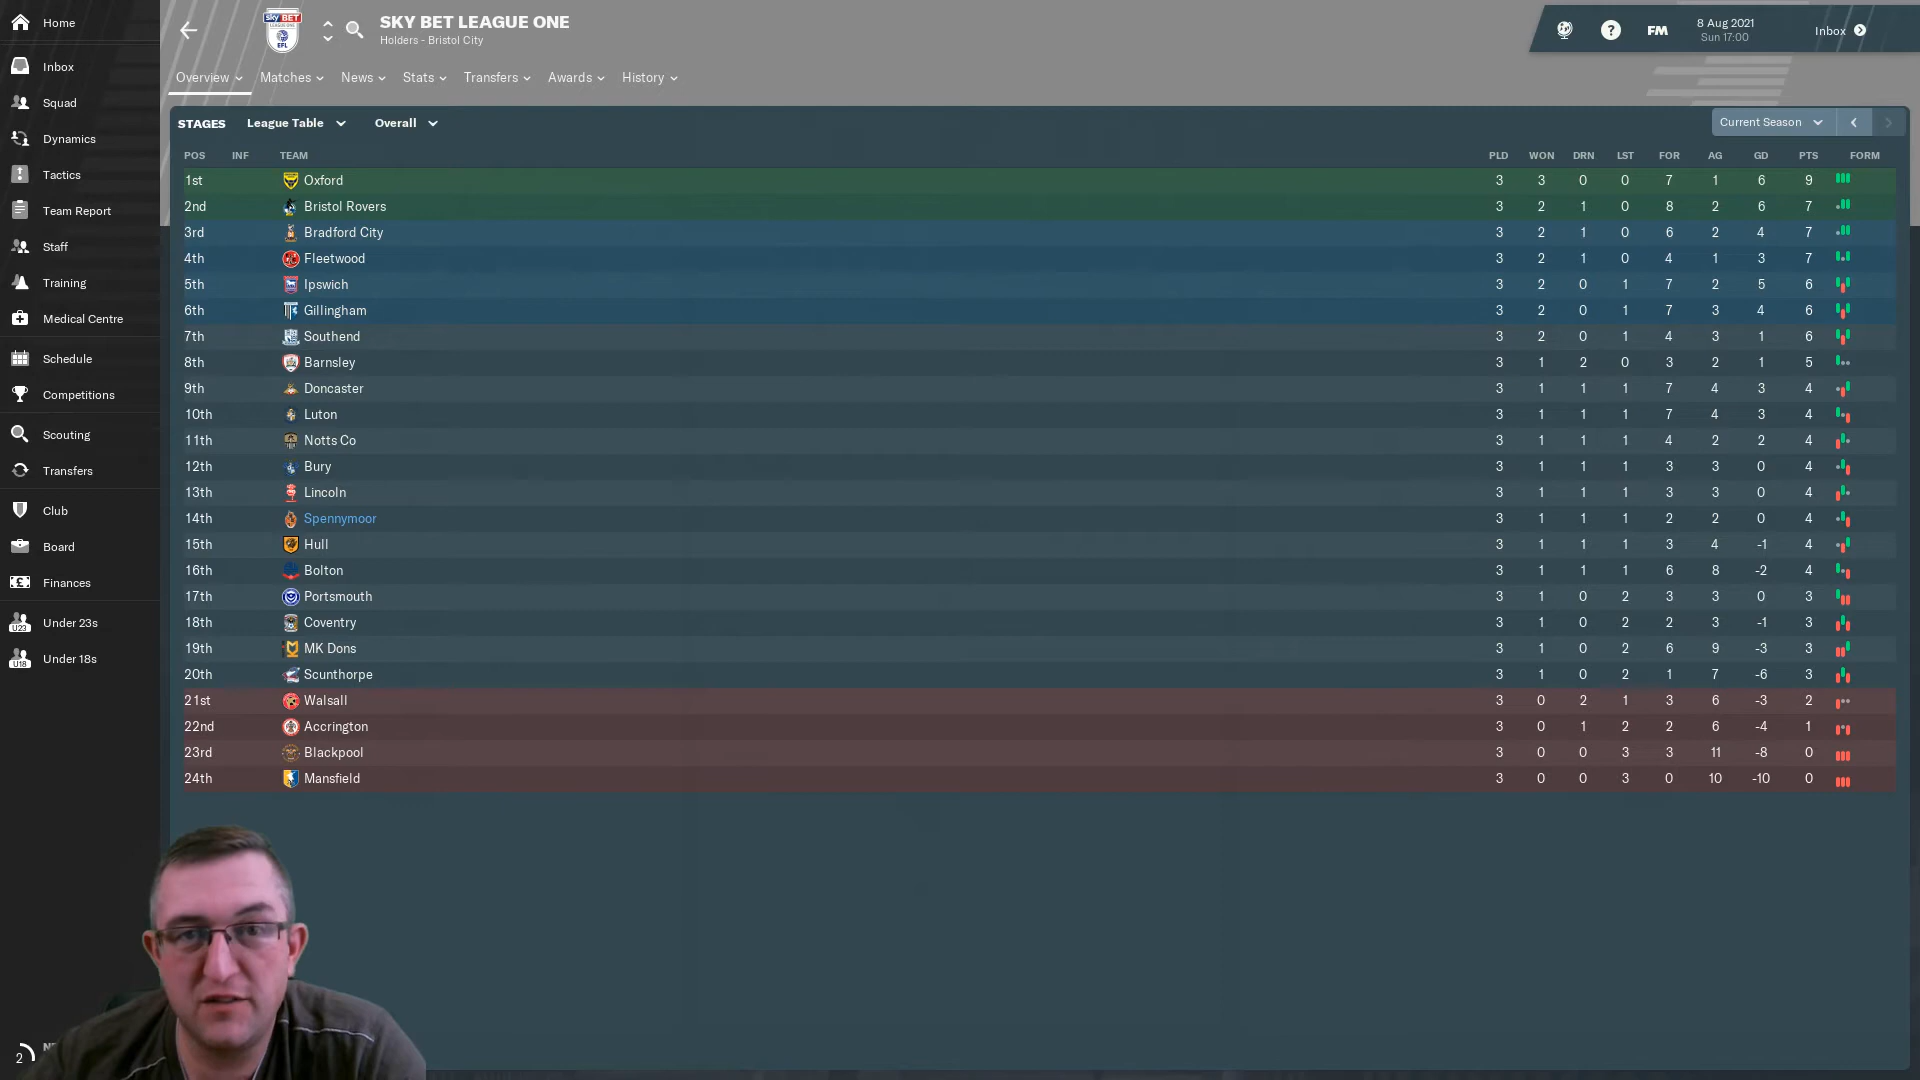 Home
Inbox
Squad
Dynamics
Tactics
Team Report
Staff
Training
Medical Centre
Schedule
Competitions
Scouting
Transfers
Club
Board
Finances
U23 Under 23s
U18 Under 18s
2
sky BET
EFL
SKY BET LEAGUE ONE
Holders - Bristol City
? FM 8 Aug 2021 Inbox
Sun 17:00
Overview Matches News Stats Transfers Awards History
STAGES League Table Overall Current Season
POS INF TEAM PLD WON DRN LST FOR AG GD PTS FORM
1st Oxford 3 3 0 0 7 1 6 9
2nd Bristol Rovers 3 2 1 0 8 2 6 7
3rd Bradford City 3 2 1 0 6 2 4 7
4th Fleetwood 3 2 1 0 4 1 3 7
5th Ipswich 3 2 0 1 7 2 5 6
6th Gillingham 3 2 0 1 7 3 4 6
7th Southend 3 2 0 1 4 3 1 6
8th Barnsley 3 1 2 0 3 2 1 5
9th Doncaster 3 1 1 1 7 4 3 4
10th Luton 3 1 1 1 7 4 3 4
11th Notts Co 3 1 1 1 4 2 2 4
12th Bury 3 1 1 1 3 3 0 4
13th Lincoln 3 1 1 1 3 3 0 4
14th Spennymoor 3 1 1 1 2 2 0 4
15th Hull 3 1 1 1 3 4 -1 4
16th Bolton 3 1 1 1 6 8 -2 4
17th Portsmouth 3 1 0 2 3 3 0 3
18th Coventry 3 1 0 2 2 3 -1 3
19th MK Dons 3 1 0 2 6 9 -3 3
20th Scunthorpe 3 1 0 2 1 7 -6 3
21st Walsall 3 0 2 1 3 6 -3 2
22nd Accrington 3 0 1 2 2 6 -4 1
23rd Blackpool 3 0 0 3 3 11 -8 0
24th Mansfield 3 0 0 3 0 10 -10 0